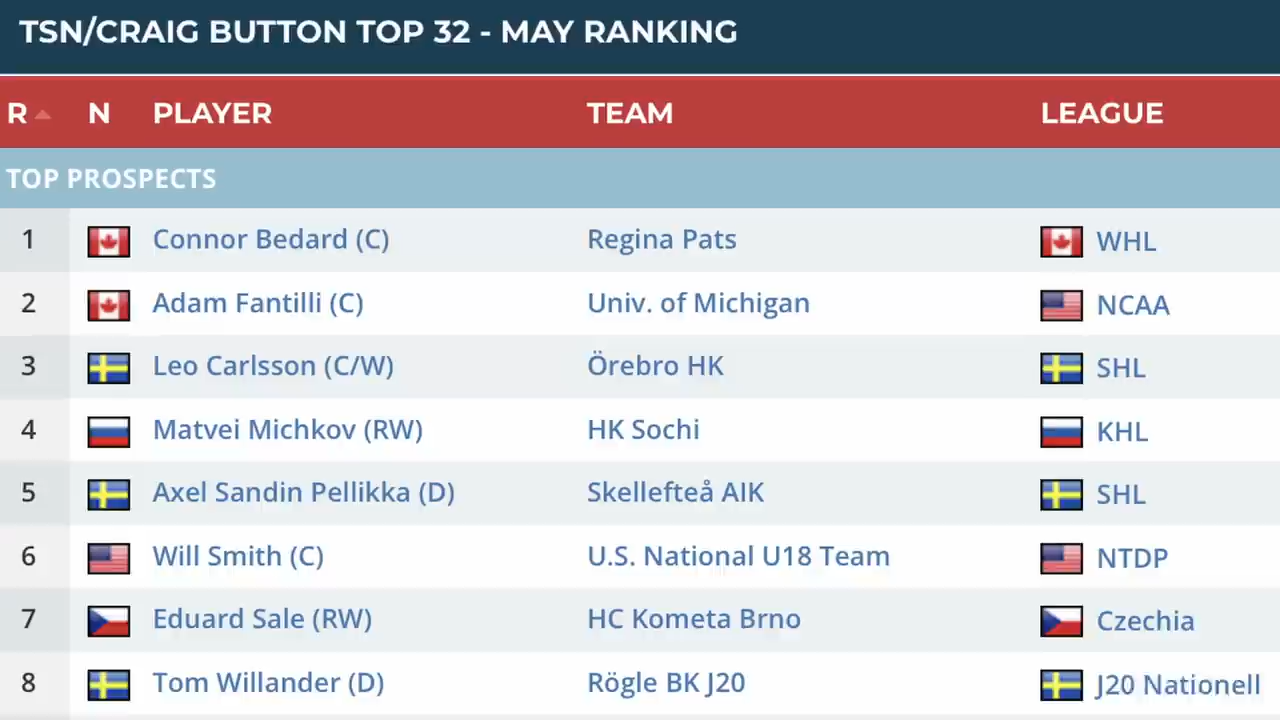 TSN/CRAIG BUTTON TOP 32 - MAY RANKING
R N PLAYER TEAM LEAGUE
TOP PROSPECTS
1 Connor Bedard (C) Regina Pats WHL
2 Adam Fantilli (C) Univ. of Michigan NCAA
3 Leo Carlsson (C/W) Örebro HK SHL
4 Matvei Michkov (RW) HK Sochi KHL
5 Axel Sandin Pellikka (D) Skellefteå AIK SHL
6 Will Smith (C) U.S. National U18 Team NTDP
7 Eduard Sale (RW) HC Kometa Brno Czechia
8 Tom Willander (D) Rögle BK J20 J20 Nationell